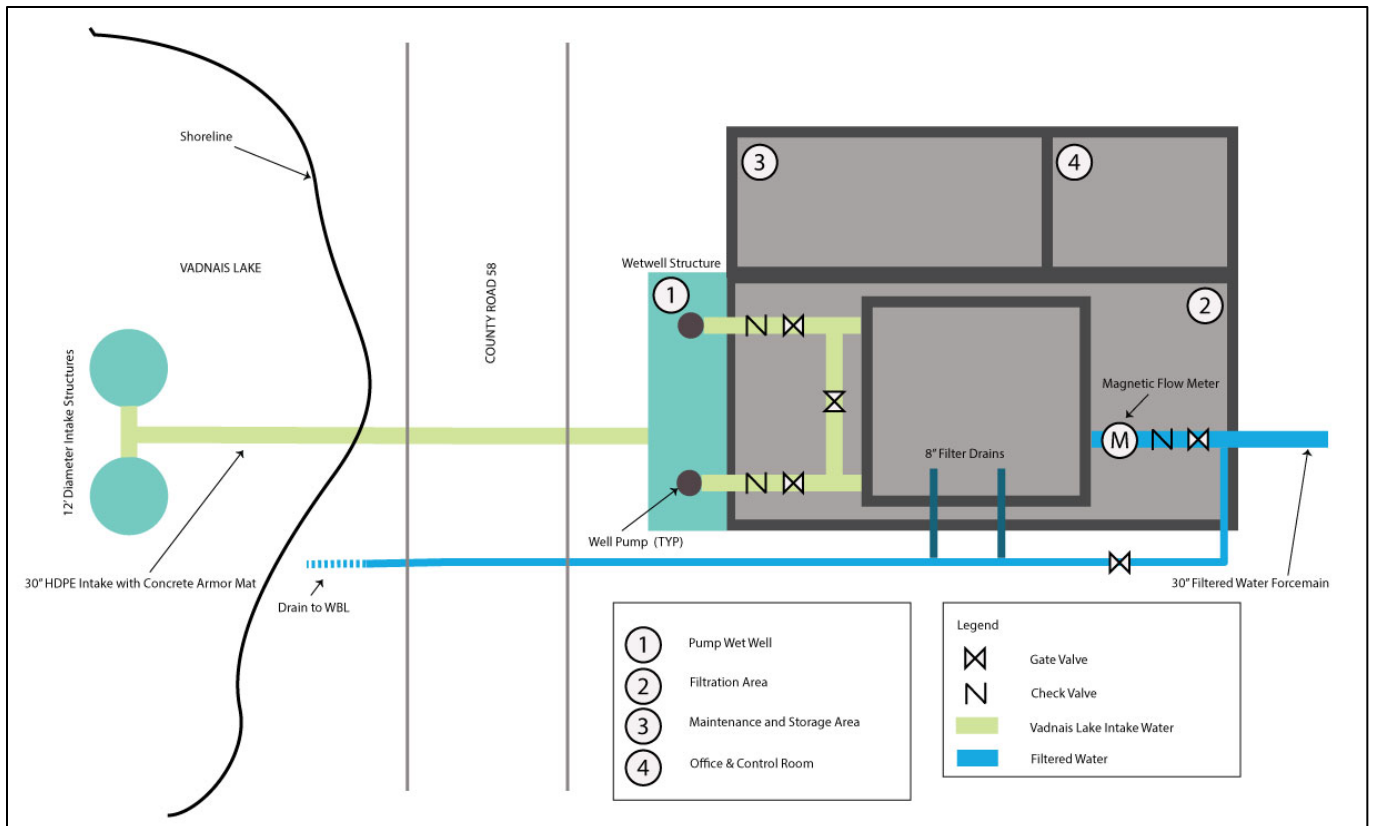 Shoreline
VADNAIS LAKE
12' Diameter Intake Structures
30" HDPE Intake with Concrete Armor Mat
Drain to WBL
COUNTY ROAD 58
Wetwell Structure
1
Well Pump (TYP)
3
4
2
Magnetic Flow Meter
M
8" Filter Drains
30" Filtered Water Forcemain
1 Pump Wet Well
2 Filtration Area
3 Maintenance and Storage Area
4 Office & Control Room
Legend
Gate Valve
Check Valve
Vadnais Lake Intake Water
Filtered Water